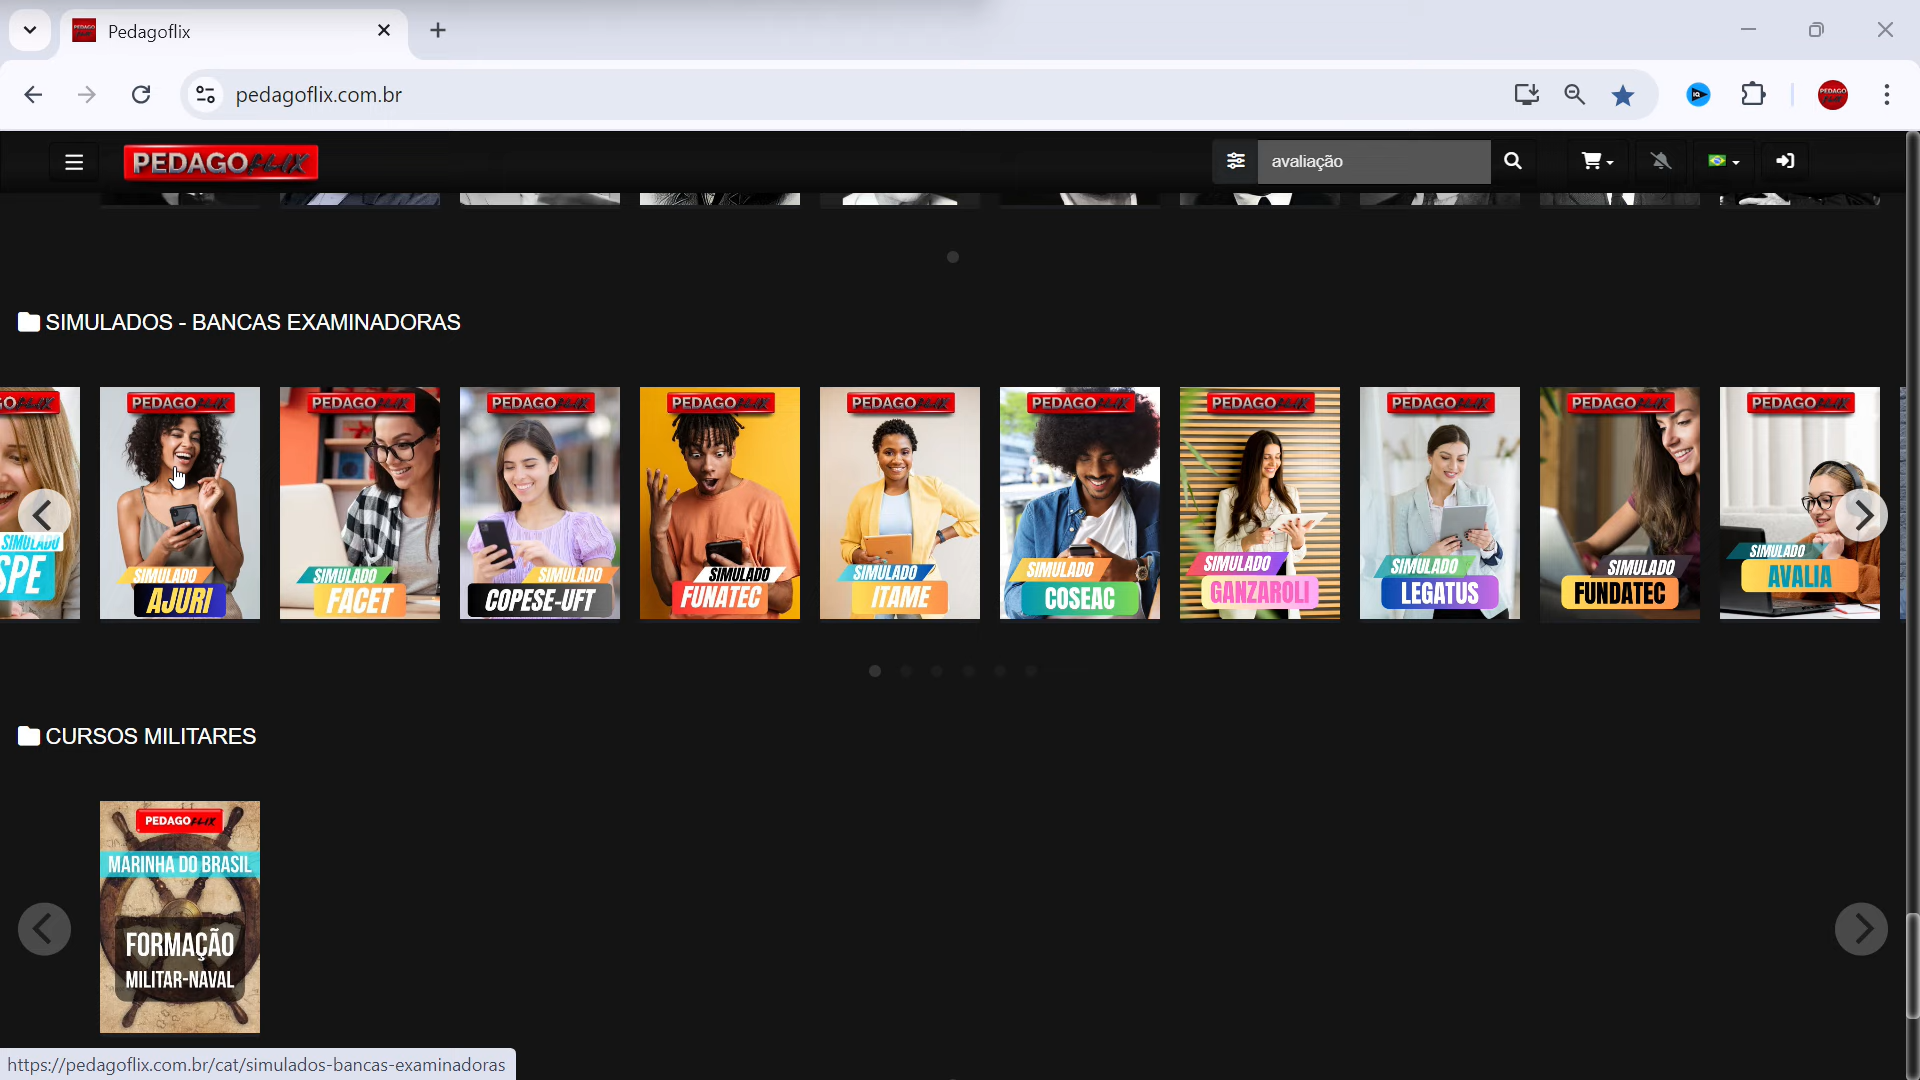 Pedagoflix
pedagoflix.com.br
PEDAGOFLIX
avaliação
SIMULADOS - BANCAS EXAMINADORAS
SIMULADO
SPE
PEDAGOFLIX
SIMULADO
AJURI
PEDAGOFLIX
SIMULADO
FACET
PEDAGOFLIX
SIMULADO
COPESE-UFT
PEDAGOFLIX
SIMULADO
FUNATEC
PEDAGOFLIX
SIMULADO
ITAME
PEDAGOFLIX
SIMULADO
COSEAC
PEDAGOFLIX
SIMULADO
GANZAROLI
PEDAGOFLIX
SIMULADO
LEGATUS
PEDAGOFLIX
SIMULADO
FUNDATEC
PEDAGOFLIX
SIMULADO
AVALIA
CURSOS MILITARES
PEDAGOFLIX
MARINHA DO BRASIL
FORMAÇÃO
MILITAR-NAVAL
https://pedagoflix.com.br/cat/simulados-bancas-examinadoras